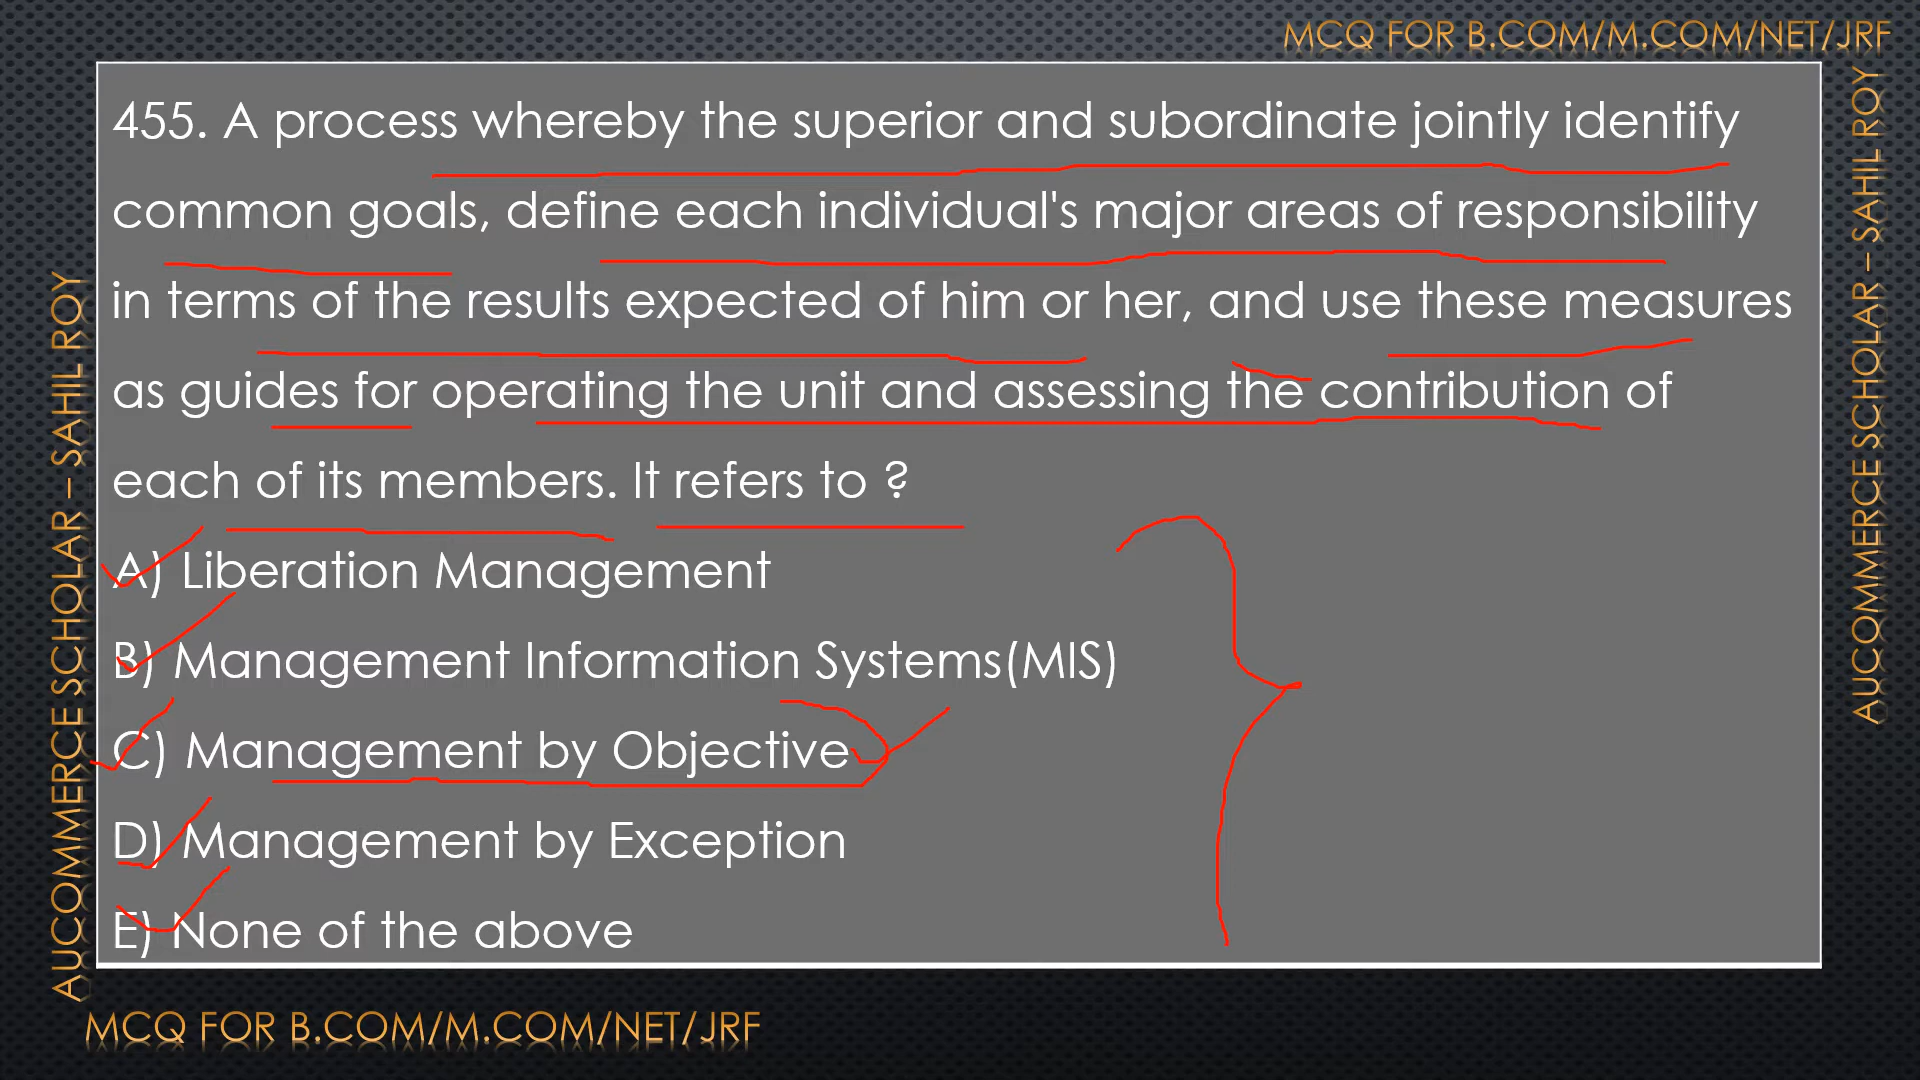 MCQ FOR B.COM/M.COM/NET/JRF
455. A process whereby the superior and subordinate jointly identify
common goals, define each individual's major areas of responsibility
in terms of the results expected of him or her, and use these measures
as guides for operating the unit and assessing the contribution of
each of its members. It refers to ?
A) Liberation Management
B) Management Information Systems(MIS)
C) Management by Objective
D) Management by Exception
E) None of the above
AUCOMMERCE SCHOLAR – SAHIL ROY
AUCOMMERCE SCHOLAR – SAHIL ROY
MCQ FOR B.COM/M.COM/NET/JRF